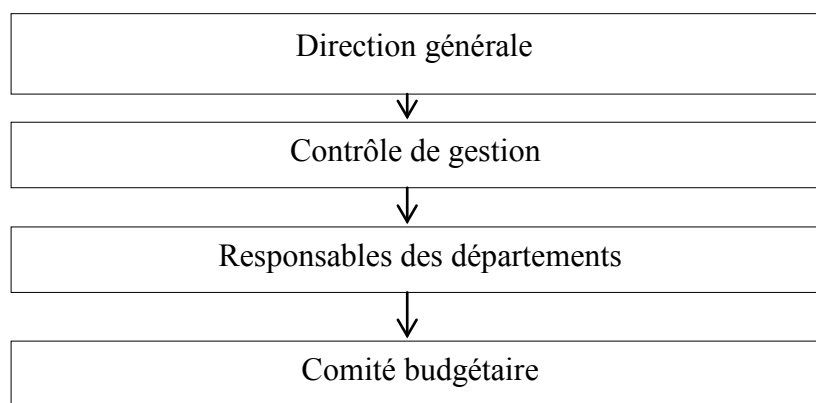 Direction générale
Contrôle de gestion
Responsables des départements
Comité budgétaire